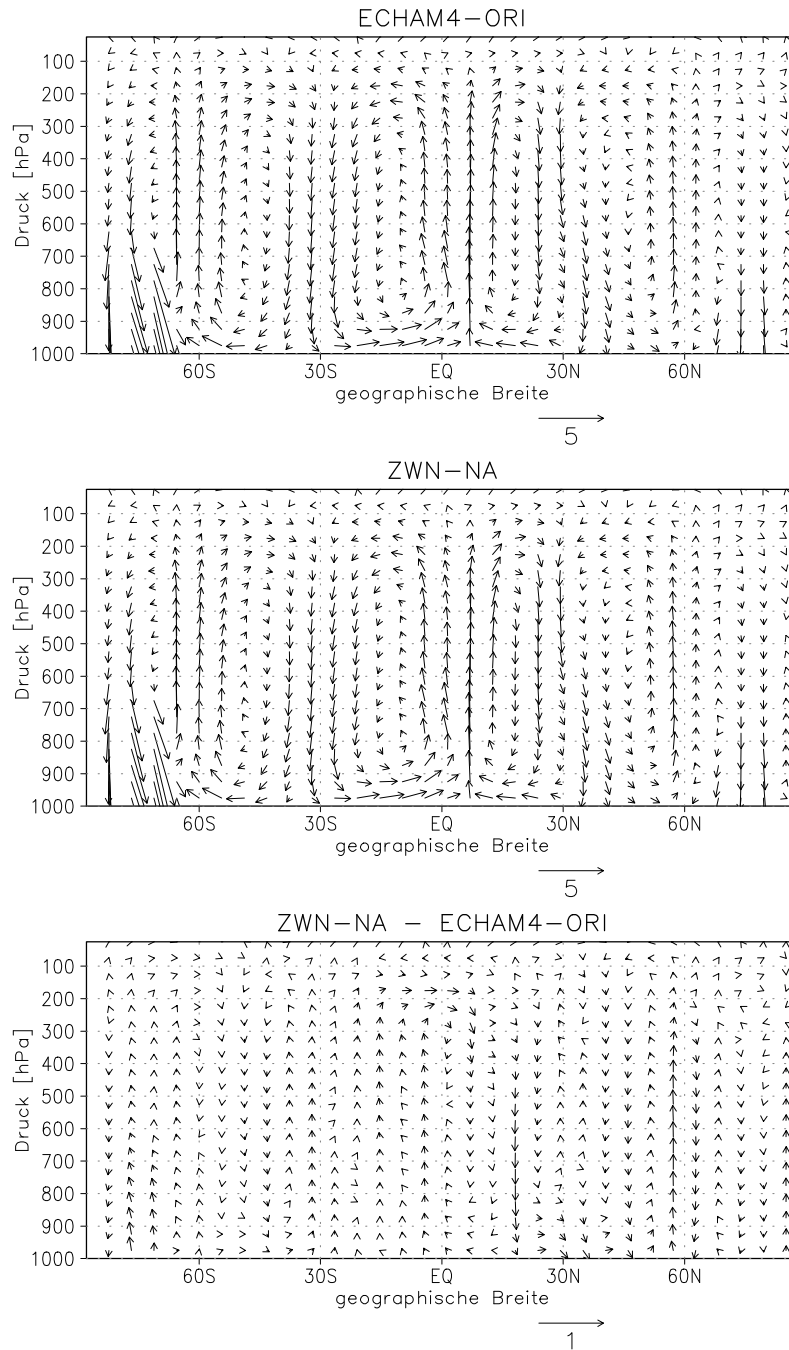 ECHAM4-ORI
Druck [hPa]
100
200
300
400
500
600
700
800
900
1000
60S 30S EQ 30N 60N
geographische Breite
5
ZWN-NA
Druck [hPa]
100
200
300
400
500
600
700
800
900
1000
60S 30S EQ 30N 60N
geographische Breite
5
ZWN-NA - ECHAM4-ORI
Druck [hPa]
100
200
300
400
500
600
700
800
900
1000
60S 30S EQ 30N 60N
geographische Breite
1